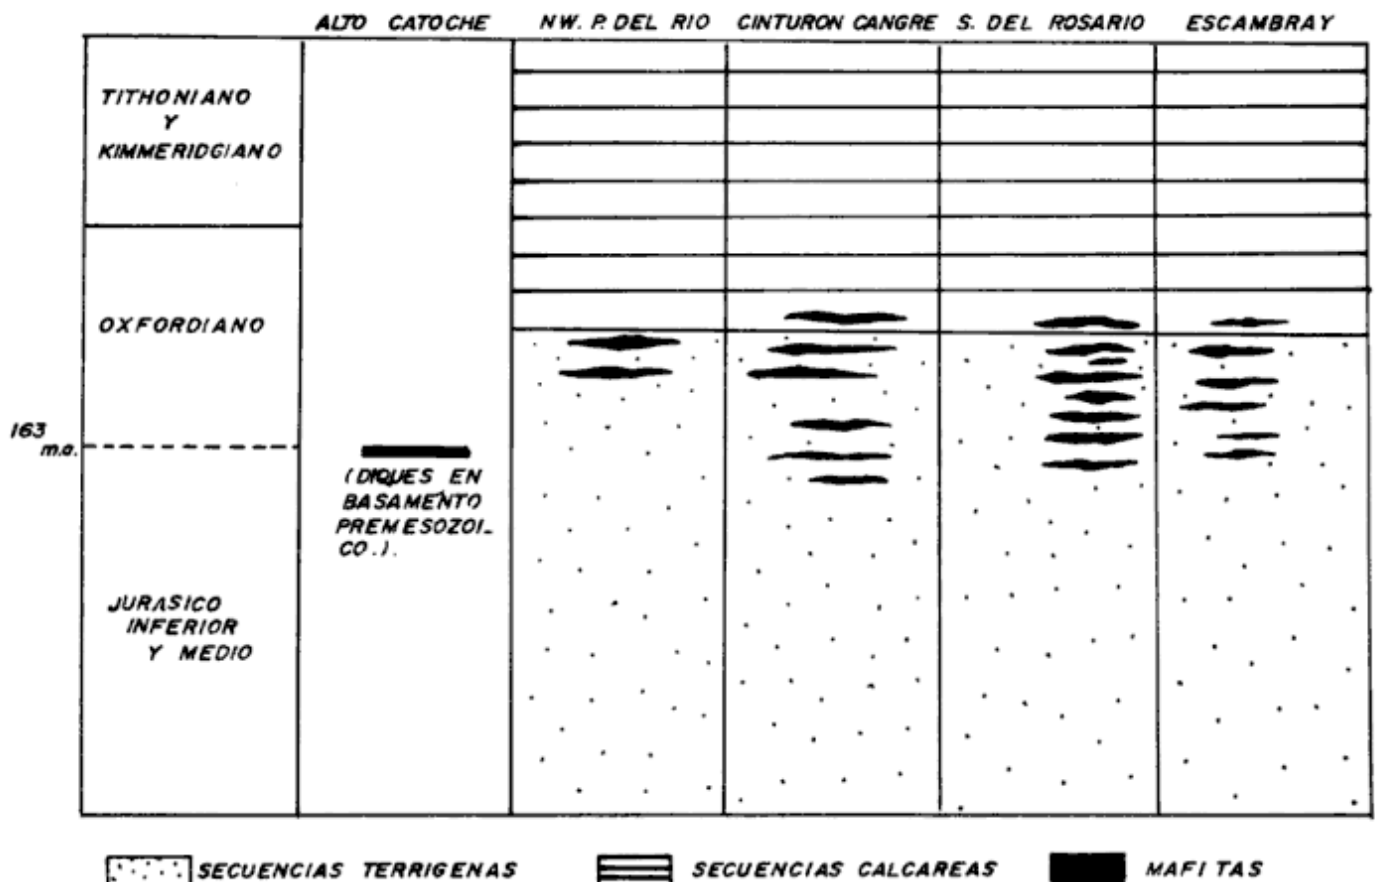 ALTO CATOCHE
NW. P. DEL RIO
CINTURON CANGRE
S. DEL ROSARIO
ESCAMBRAY
TITHONIANO
Y
KIMMERIDGIANO
OXFORDIANO
163
m.a.
(DIQUES EN
BASAMENTO
PREMESOZOI_
CO.).
JURASICO
INFERIOR
Y MEDIO
SECUENCIAS TERRIGENAS
SECUENCIAS CALCAREAS
MAFITAS